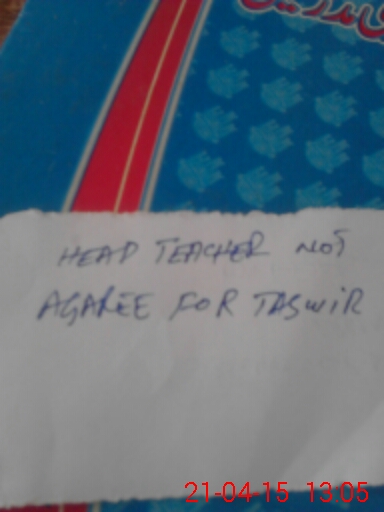 HEAD TEACHER NOT
AGAREE FOR TASWIR
21-04-15 13:05